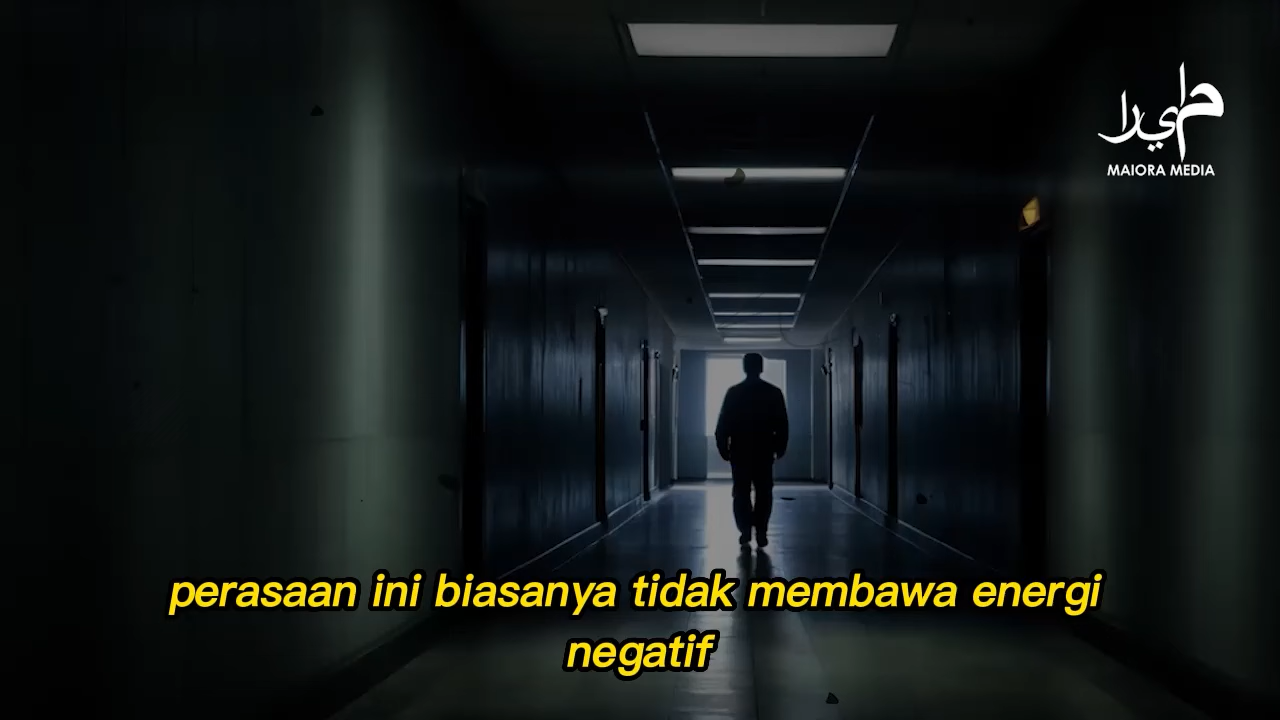 MAIORA MEDIA
perasaan ini biasanya tidak membawa energi
negatif